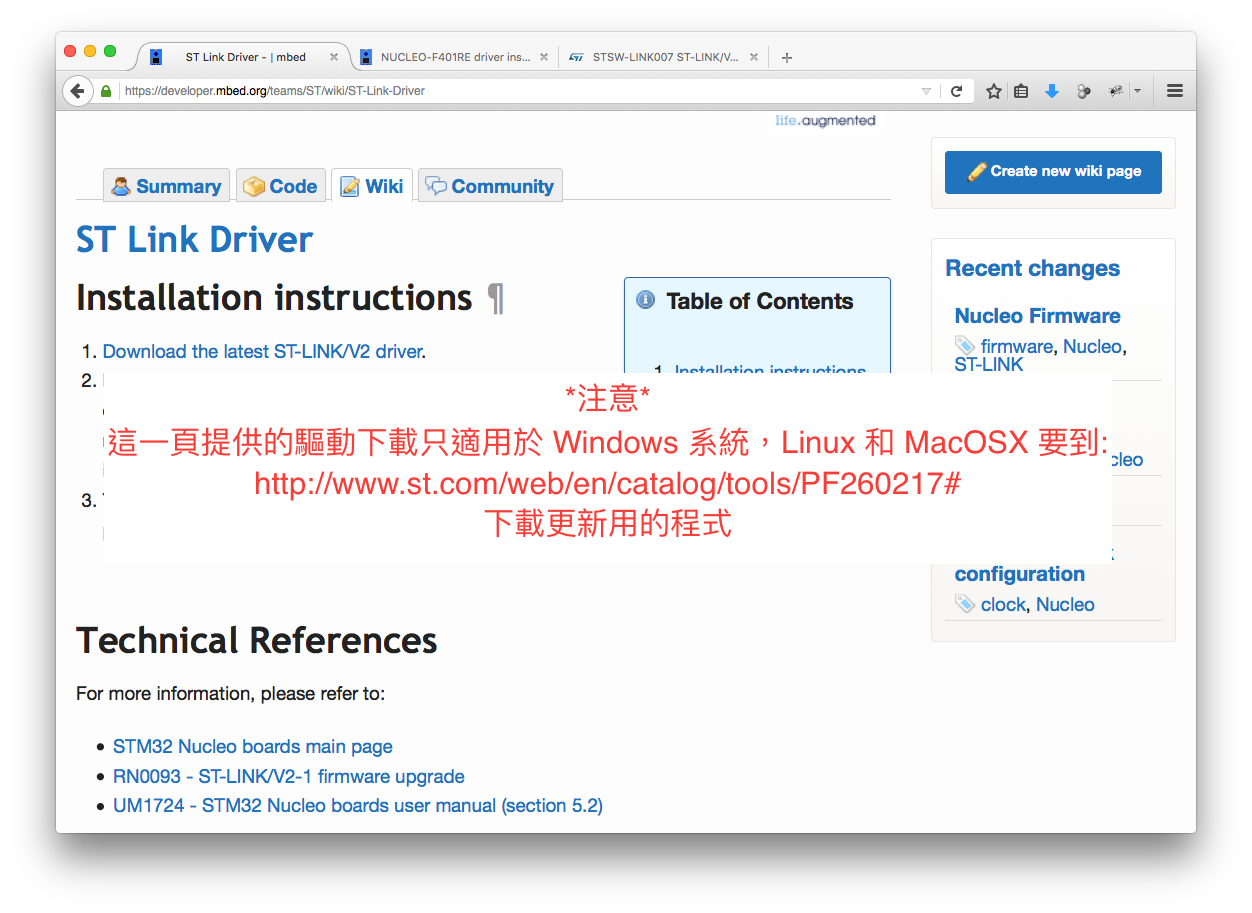 ST Link Driver - | mbed
NUCLEO-F401RE driver ins...
STSW-LINK007 ST-LINK/V...
https://developer.mbed.org/teams/ST/wiki/ST-Link-Driver
life.augmented
Create new wiki page
Summary
Code
Wiki
Community
ST Link Driver
Installation instructions ¶
1. Download the latest ST-LINK/V2 driver.
2.
3.
Table of Contents
1. Installation instructions
*注意*
這一頁提供的驅動下載只適用於 Windows 系統，Linux 和 MacOSX 要到:
http://www.st.com/web/en/catalog/tools/PF260217#
下載更新用的程式
Recent changes
Nucleo Firmware
firmware, Nucleo,
ST-LINK
configuration
clock, Nucleo
Technical References
For more information, please refer to:
• STM32 Nucleo boards main page
• RN0093 - ST-LINK/V2-1 firmware upgrade
• UM1724 - STM32 Nucleo boards user manual (section 5.2)